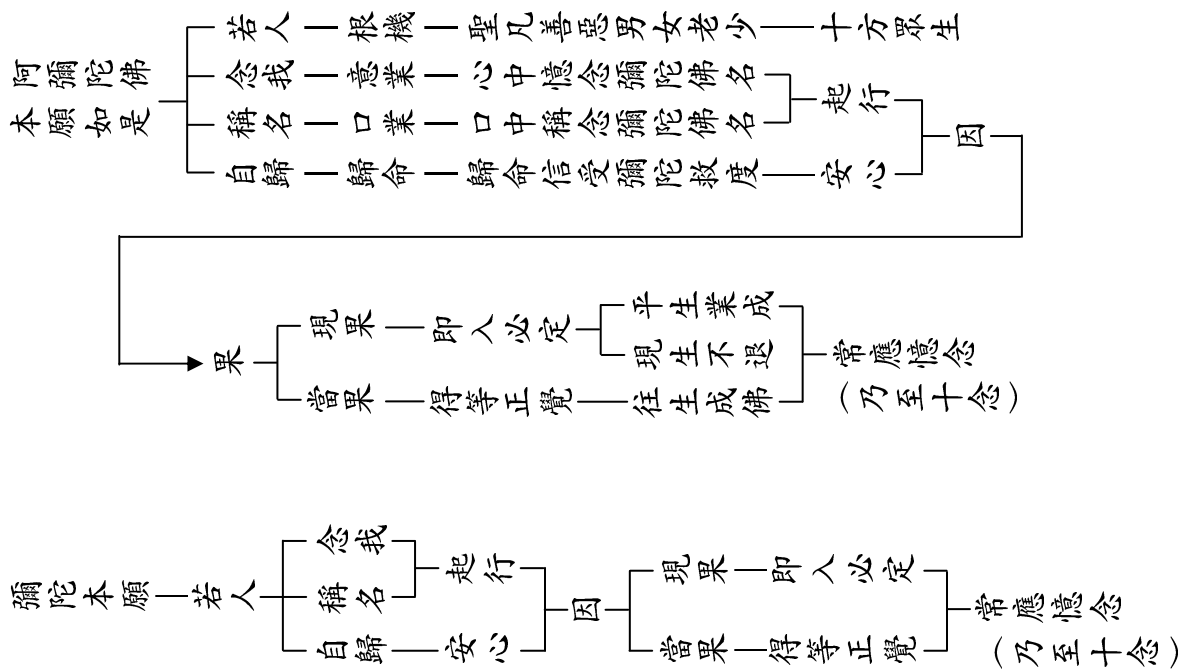 阿彌陀佛
本願如是
若人 根機 聖凡善惡男女老少 十方眾生
念我 意業 心中憶念彌陀佛名
稱名 口業 口中稱念彌陀佛名
起行
自歸 歸命 歸命信受彌陀救度 安心
因
果
現果 即入必定
平生業成
現生不退
當果 得等正覺 往生成佛
常應憶念
（乃至十念）
彌陀本願 若人
念我
稱名
起行
自歸 安心
因
現果 即入必定
當果 得等正覺
常應憶念
（乃至十念）